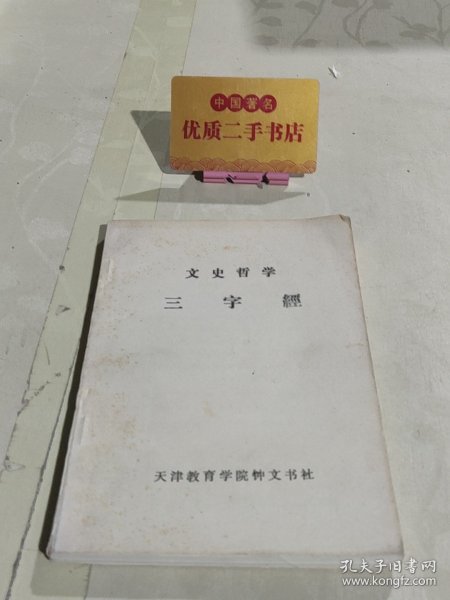 中国著名
优质二手书店
文史哲学
三字經
天津教育学院钟文书社
孔夫子旧书网
www.kongfz.com